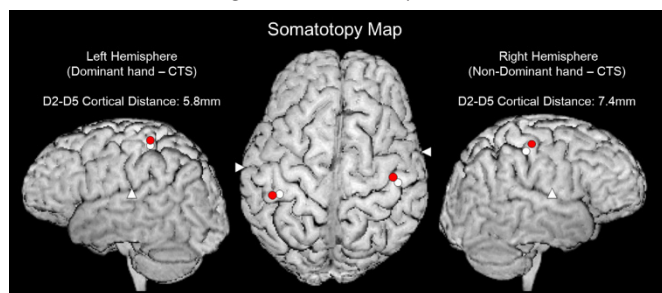 Somatotopy Map
Left Hemisphere
(Dominant hand – CTS)
D2-D5 Cortical Distance: 5.8mm
Right Hemisphere
(Non-Dominant hand – CTS)
D2-D5 Cortical Distance: 7.4mm